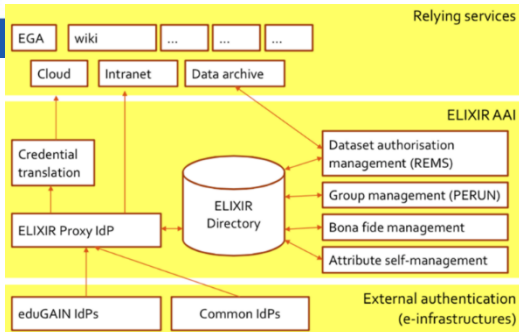 Relying services
EGA
wiki
...
...
...
Cloud
Intranet
Data archive
ELIXIR AAI
Credential
translation
Dataset authorisation
management (REMS)
ELIXIR
Directory
Group management (PERUN)
ELIXIR Proxy IdP
Bona fide management
Attribute self-management
External authentication
(e-infrastructures)
eduGAIN IdPs
Common IdPs